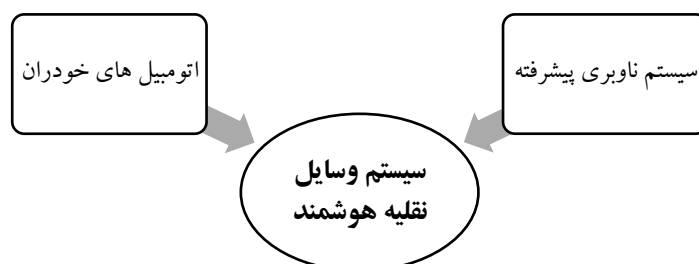 سیستم ناوبری پیشرفته
اتومبیل های خودران
سیستم وسایل
نقلیه هوشمند